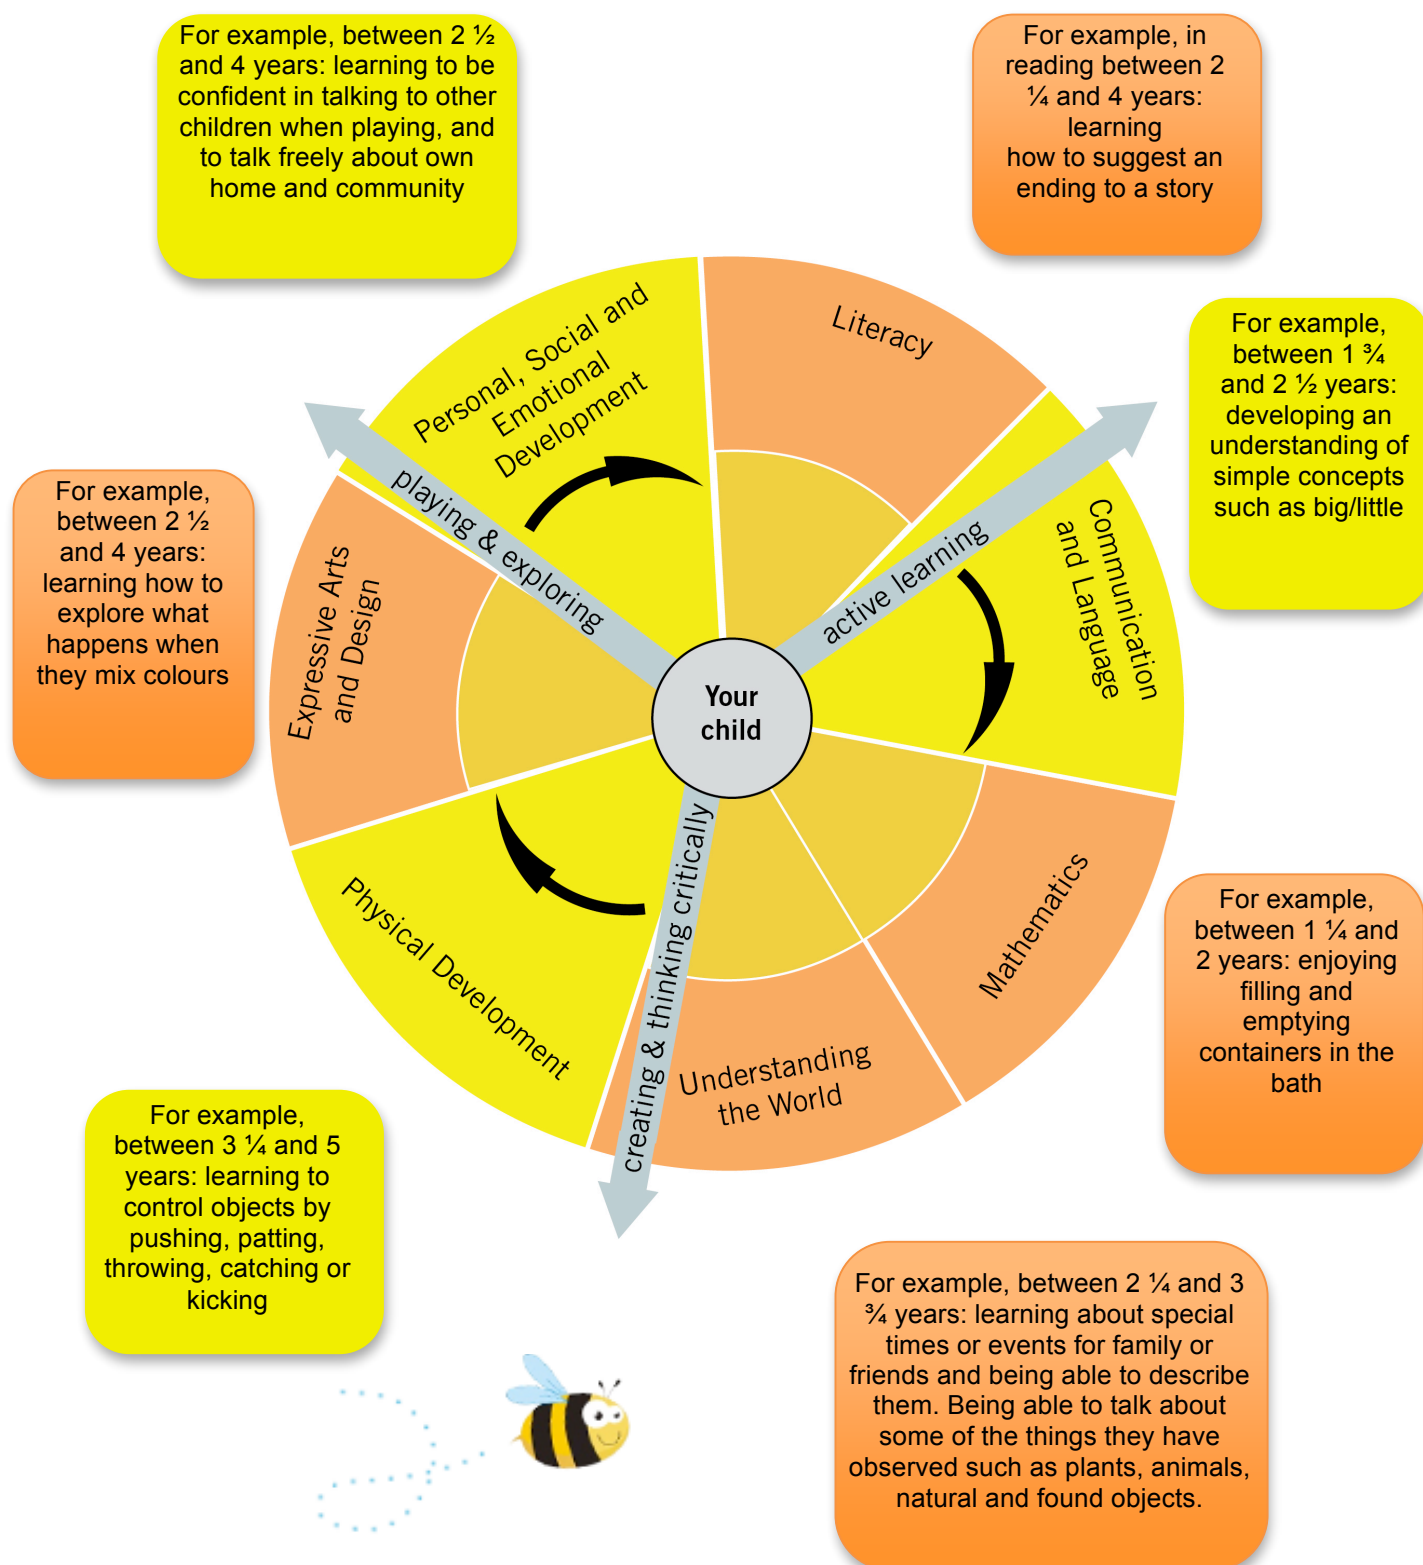 For example, between 2 ½
and 4 years: learning to be
confident in talking to other
children when playing, and
to talk freely about own
home and community
For example, in
reading between 2
¼ and 4 years:
learning
how to suggest an
ending to a story
For example,
between 1 ¾
and 2 ½ years:
developing an
understanding of
simple concepts
such as big/little
For example,
between 2 ½
and 4 years:
learning how to
explore what
happens when
they mix colours
Personal, Social and
Emotional
Development
Literacy
Communication
and Language
Expressive Arts
and Design
playing & exploring
active learning
Your
child
creating & thinking critically
Mathematics
Physical Development
Understanding
the World
For example,
between 1 ¼ and
2 years: enjoying
filling and
emptying
containers in the
bath
For example,
between 3 ¼ and 5
years: learning to
control objects by
pushing, patting,
throwing, catching or
kicking
For example, between 2 ¼ and 3
¾ years: learning about special
times or events for family or
friends and being able to describe
them. Being able to talk about
some of the things they have
observed such as plants, animals,
natural and found objects.